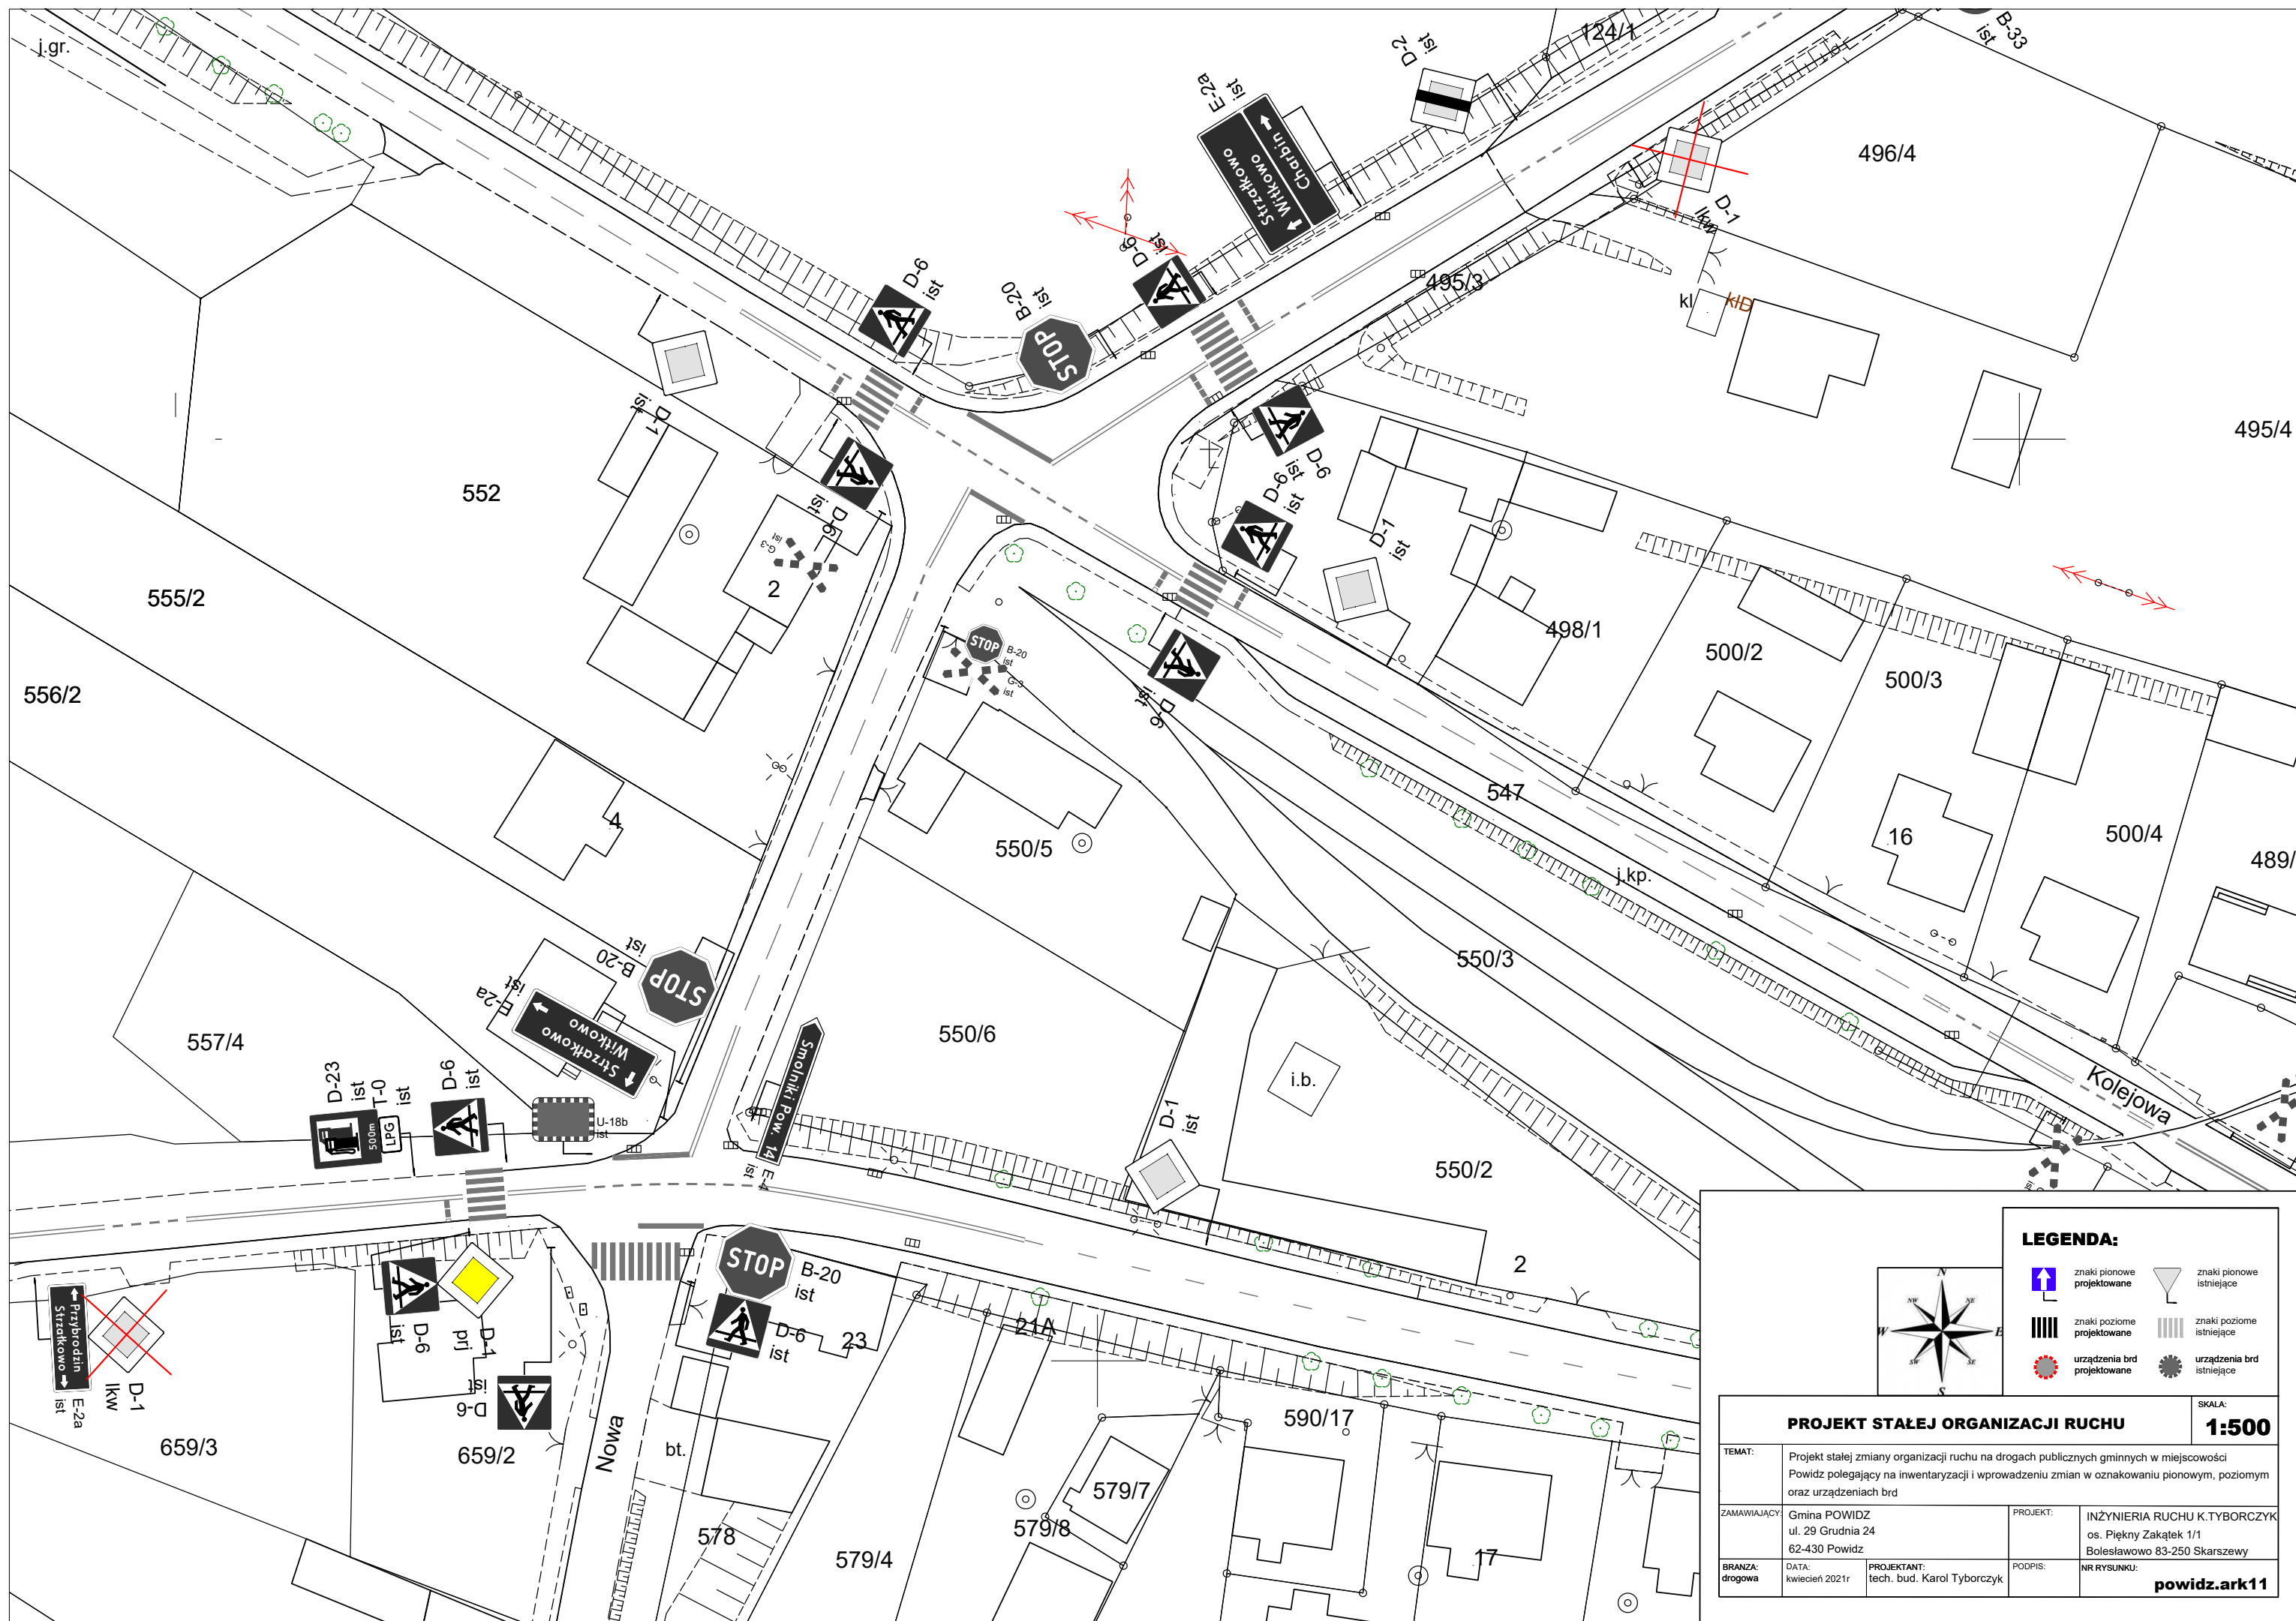 j.gr.
124/1
B-33
ist
D-2
ist
E-2a
ist
Charbin
Witkowo
Strzałkowo
496/4
D-1
lkw
D-6
ist
D-6
ist
B-20
ist
STOP
495/3
kl
klD
495/4
D-1
ist
552
D-6
ist
D-6
ist
D-6
ist
D-1
ist
G-3
ist
2
555/2
STOP
B-20
ist
G-3
ist
D-6
ist
498/1
500/2
500/3
556/2
4
550/5
547
16
500/4
489/
j.kp.
B-20
ist
STOP
E-2a
ist
Strzałkowo
Witkowo
550/3
557/4
550/6
Smolniki Pow. 14
E-4
ist
i.b.
D-23
ist
T-0
ist
500m
LPG
D-6
ist
U-18b
ist
D-1
ist
Kolejowa
550/2
2
STOP
B-20
ist
D-6
ist
23
21A
Przybrodzin
Strzałkowo
E-2a
ist
D-1
lkw
D-6
ist
D-1
prj
D-6
ist
659/3
659/2
Nowa
bt.
590/17
579/7
578
579/4
579/8
17
LEGENDA:
znaki pionowe
projektowane
znaki pionowe
istniejące
znaki poziome
projektowane
znaki poziome
istniejące
urządzenia brd
projektowane
urządzenia brd
istniejące
N
NW
NE
W
E
SW
SE
S
PROJEKT STAŁEJ ORGANIZACJI RUCHU
SKALA:
1:500
TEMAT:
Projekt stałej zmiany organizacji ruchu na drogach publicznych gminnych w miejscowości
Powidz polegający na inwentaryzacji i wprowadzeniu zmian w oznakowaniu pionowym, poziomym
oraz urządzeniach brd
ZAMAWIAJĄCY:
Gmina POWIDZ
ul. 29 Grudnia 24
62-430 Powidz
PROJEKT:
INŻYNIERIA RUCHU K.TYBORCZYK
os. Piękny Zakątek 1/1
Bolesławowo 83-250 Skarszewy
BRANŻA:
drogowa
DATA:
kwiecień 2021r
PROJEKTANT:
tech. bud. Karol Tyborczyk
PODPIS:
NR RYSUNKU:
powidz.ark11